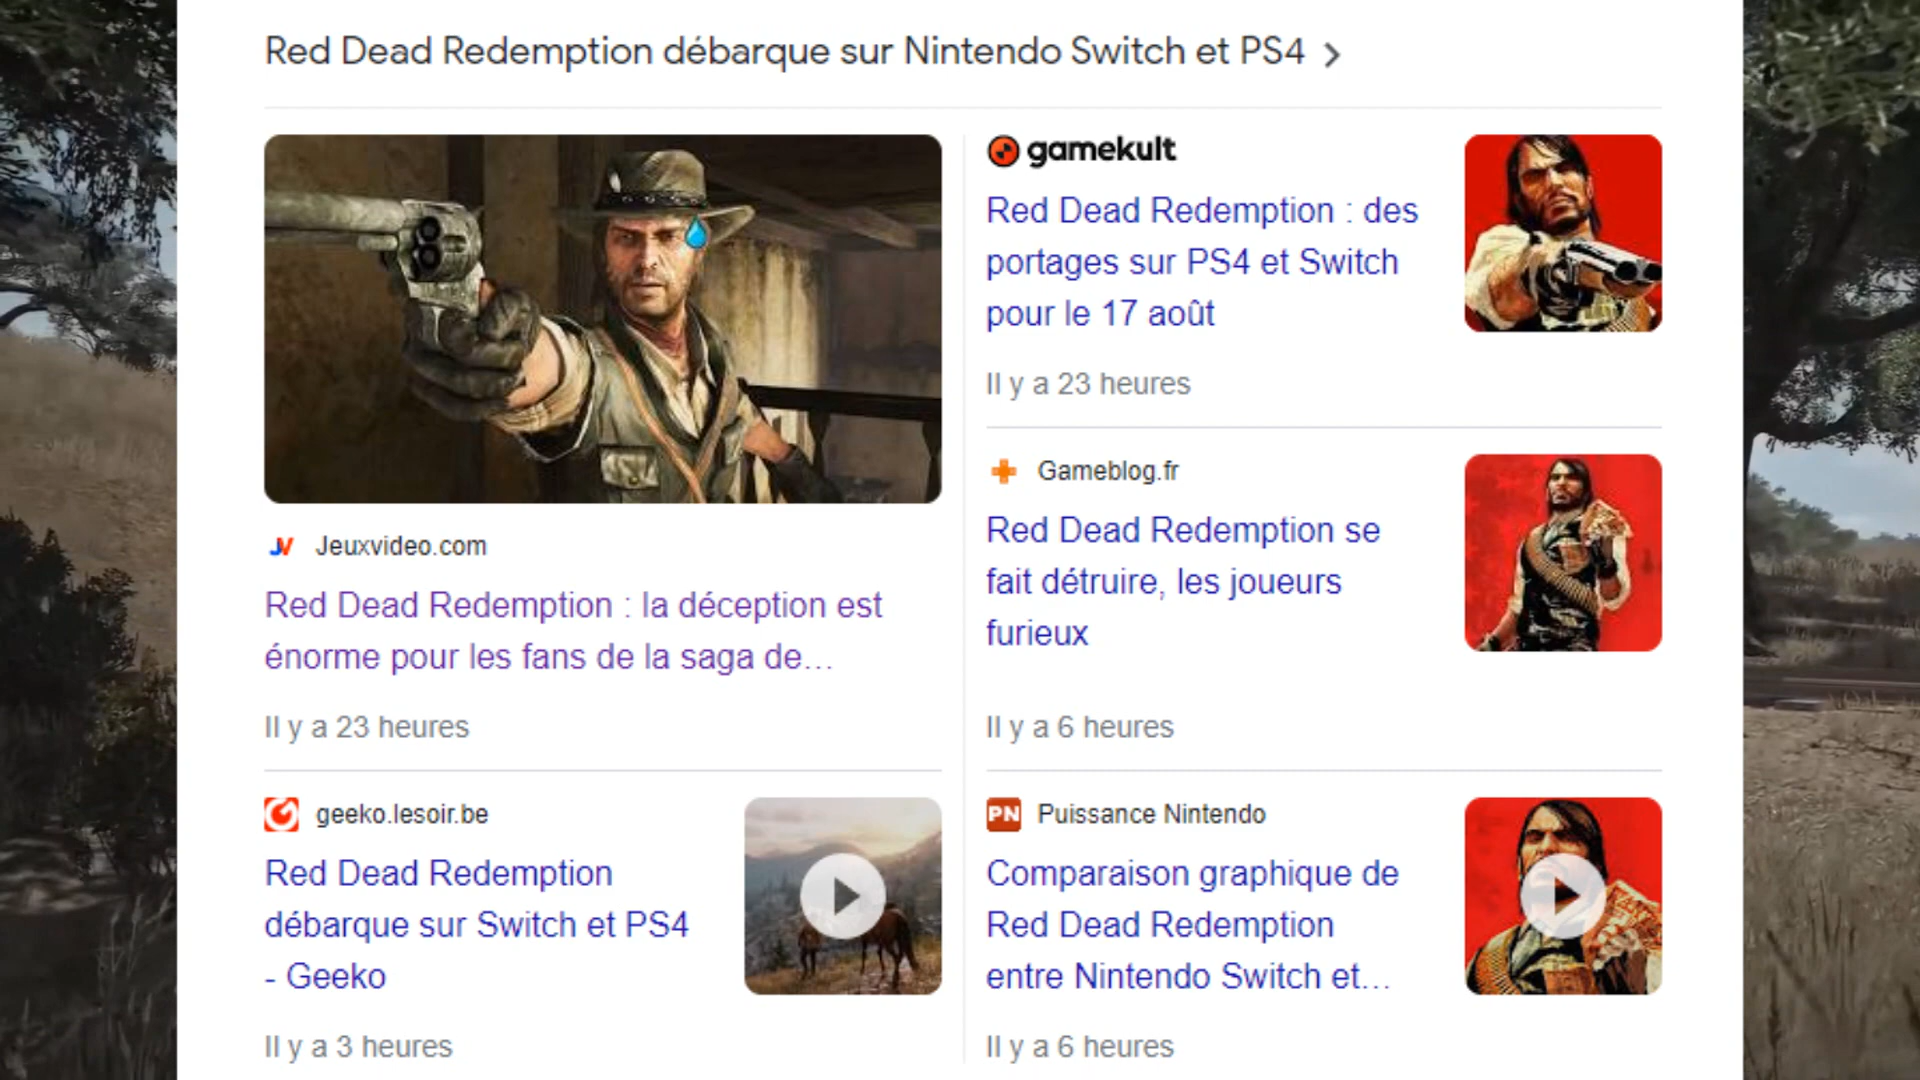 Red Dead Redemption débarque sur Nintendo Switch et PS4
Jeuxvideo.com
Red Dead Redemption : la déception est
énorme pour les fans de la saga de...
Il y a 23 heures
gamekult
Red Dead Redemption : des
portages sur PS4 et Switch
pour le 17 août
Il y a 23 heures
Gameblog.fr
Red Dead Redemption se
fait détruire, les joueurs
furieux
Il y a 6 heures
geeko.lesoir.be
Red Dead Redemption
débarque sur Switch et PS4
- Geeko
Il y a 3 heures
PN Puissance Nintendo
Comparaison graphique de
Red Dead Redemption
entre Nintendo Switch et...
Il y a 6 heures